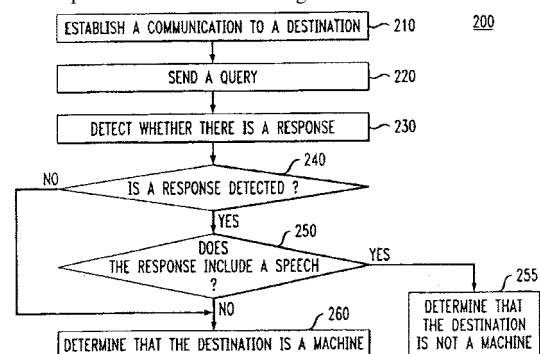 ESTABLISH A COMMUNICATION TO A DESTINATION 210
200
SEND A QUERY 220
DETECT WHETHER THERE IS A RESPONSE 230
240
NO
IS A RESPONSE DETECTED ?
YES
250
DOES
THE RESPONSE INCLUDE A SPEECH
?
YES
255
NO
260
DETERMINE THAT THE DESTINATION IS A MACHINE
DETERMINE THAT
THE DESTINATION
IS NOT A MACHINE